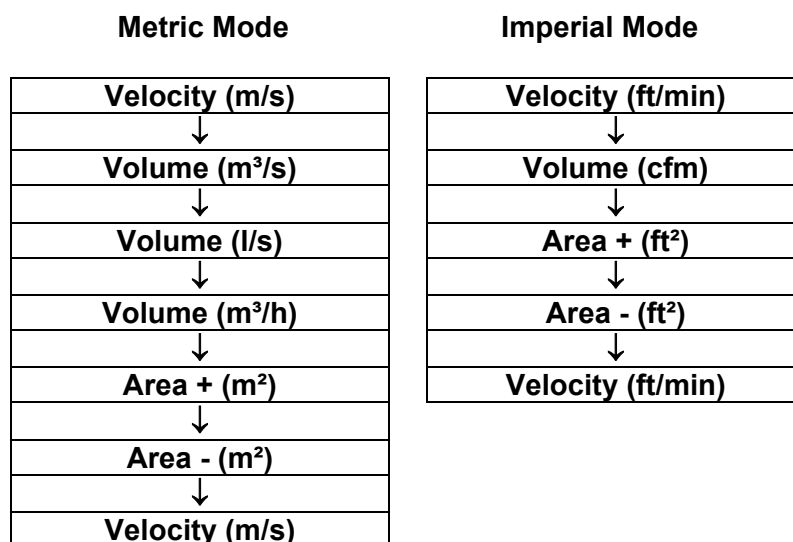 Metric Mode
Velocity (m/s)
↓
Volume (m³/s)
↓
Volume (l/s)
↓
Volume (m³/h)
↓
Area + (m²)
↓
Area - (m²)
↓
Velocity (m/s)
Imperial Mode
Velocity (ft/min)
↓
Volume (cfm)
↓
Area + (ft²)
↓
Area - (ft²)
↓
Velocity (ft/min)